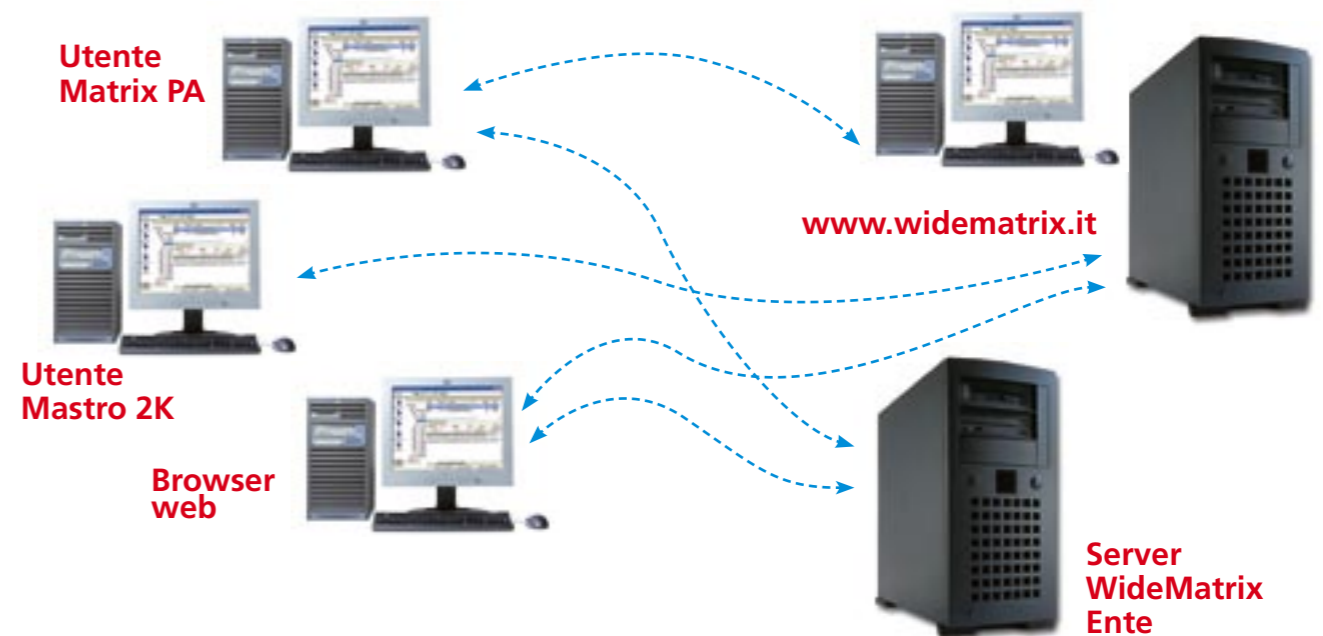 Utente
Matrix PA
www.widematrix.it
Utente
Mastro 2K
Browser
web
Server
WideMatrix
Ente